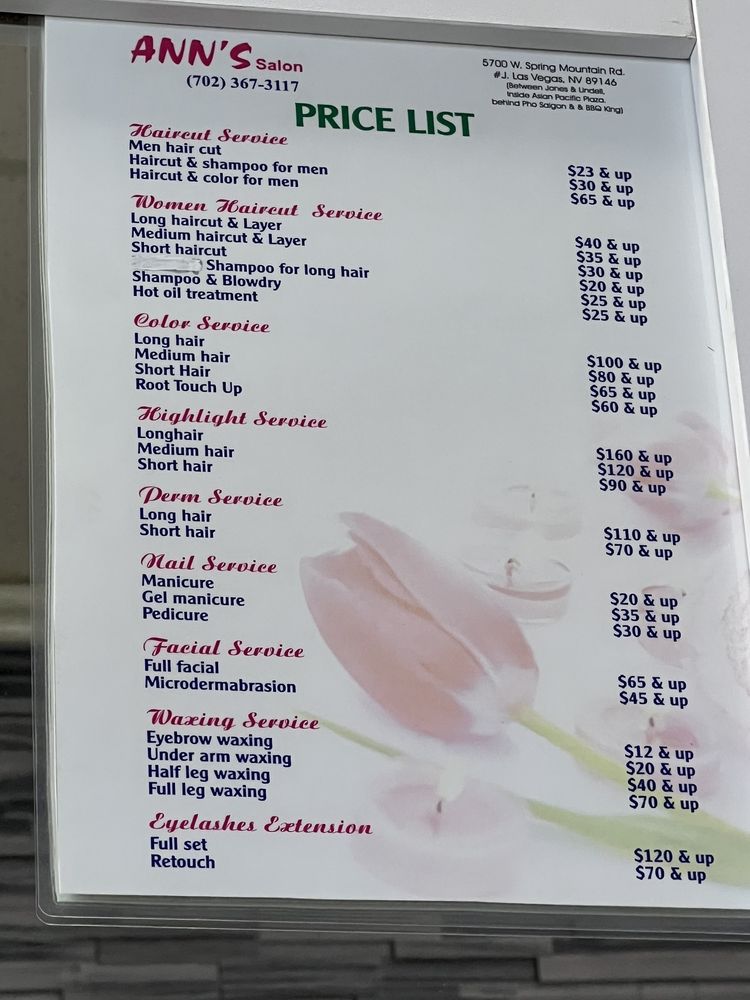 ANN'S Salon
(702) 367-3117
5700 W. Spring Mountain Rd.
#J. Las Vegas, NV 89146
(Between Jones & Lindell,
Inside Asian Pacific Plaza,
behind Pho Saigon 8 & BBQ King)
PRICE LIST
Haircut Service
Men hair cut $23 & up
Haircut & shampoo for men $30 & up
Haircut & color for men $65 & up
Women Haircut Service
Long haircut & Layer $40 & up
Medium haircut & Layer $35 & up
Short haircut $30 & up
Shampoo for long hair $20 & up
Shampoo & Blowdry $25 & up
Hot oil treatment $25 & up
Color Service
Long hair $100 & up
Medium hair $80 & up
Short Hair $65 & up
Root Touch Up $60 & up
Highlight Service
Longhair $160 & up
Medium hair $120 & up
Short hair $90 & up
Perm Service
Long hair $110 & up
Short hair $70 & up
Nail Service
Manicure $20 & up
Gel manicure $35 & up
Pedicure $30 & up
Facial Service
Full facial $65 & up
Microdermabrasion $45 & up
Waxing Service
Eyebrow waxing $12 & up
Under arm waxing $20 & up
Half leg waxing $40 & up
Full leg waxing $70 & up
Eyelashes Extension
Full set $120 & up
Retouch $70 & up